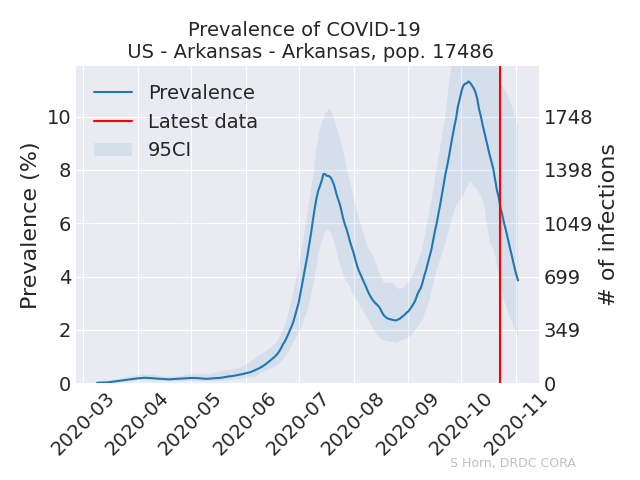 Prevalence of COVID-19
US - Arkansas - Arkansas, pop. 17486
Prevalence
Latest data
95CI
Prevalence (%)
10
8
6
4
2
0
1748
1398
1049
699
349
0
# of infections
2020-03
2020-04
2020-05
2020-06
2020-07
2020-08
2020-09
2020-10
2020-11
S Horn, DRDC CORA